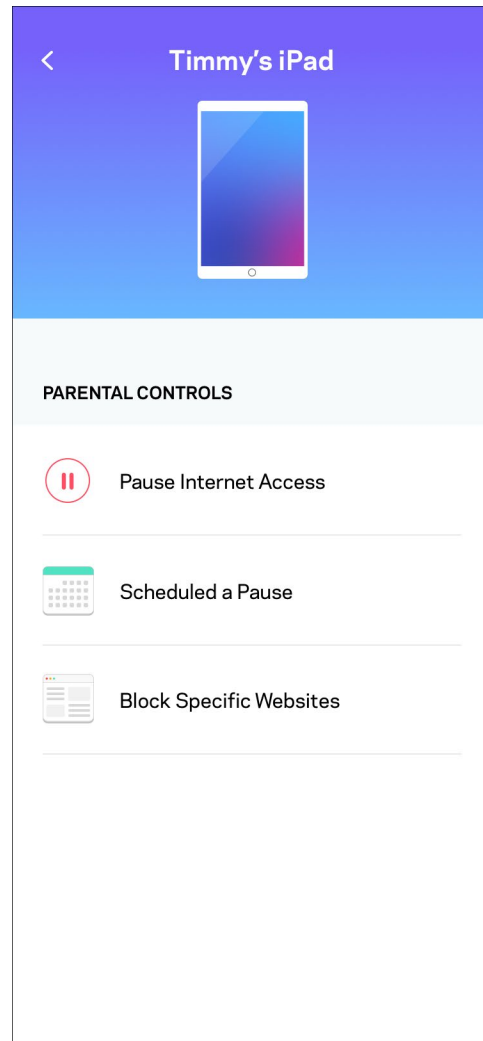 Timmy's iPad
PARENTAL CONTROLS
Pause Internet Access
Scheduled a Pause
Block Specific Websites